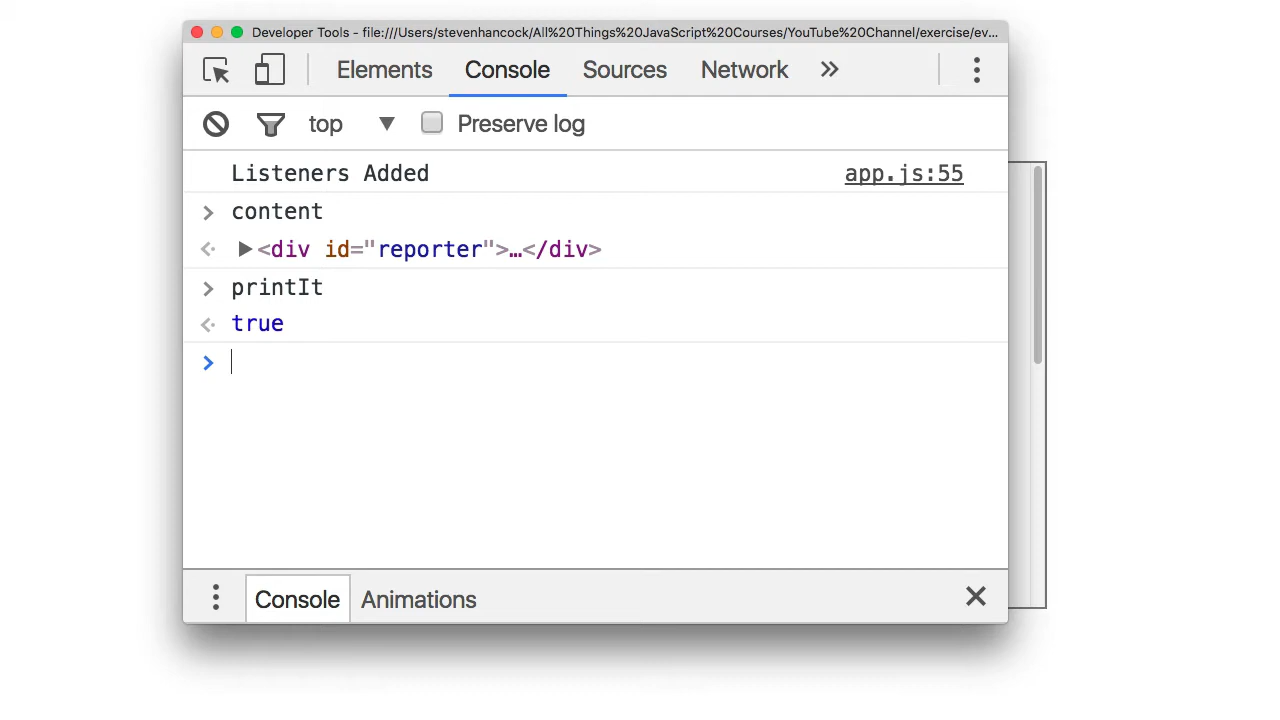 Developer Tools - file:///Users/stevenhancock/All%20Things%20JavaScript%20Courses/YouTube%20Channel/exercise/ev...
Elements Console Sources Network »
top ▼ Preserve log
Listeners Added app.js:55
> content
<· ▶<div id="reporter">…</div>
> printIt
<· true
>
Console Animations